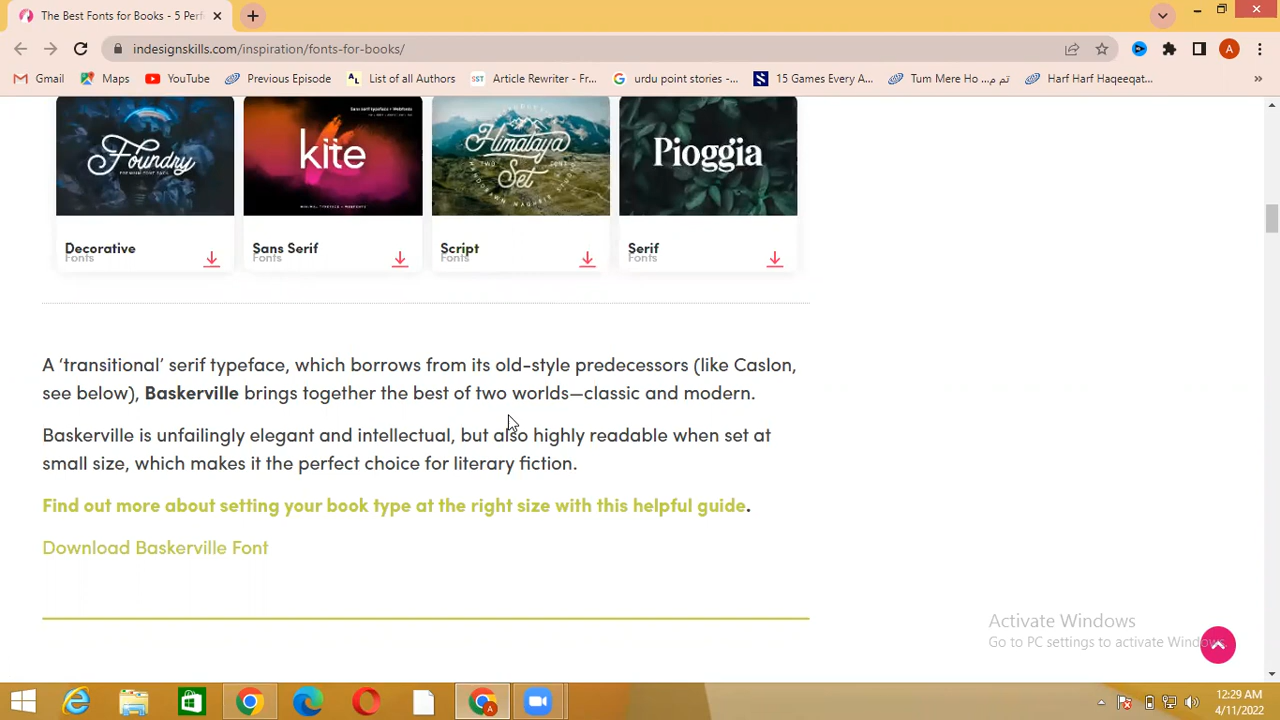 The Best Fonts for Books - 5 Perf
indesignskills.com/inspiration/fonts-for-books/
A
Gmail Maps YouTube Previous Episode List of all Authors Article Rewriter - Fr... urdu point stories -... 15 Games Every A... Tum Mere Ho ... تم م Harf Harf Haqeeqat... »
Foundry kite Himalaya Set Pioggia
Decorative Sans Serif Script Serif
Fonts Fonts Fonts Fonts
A ‘transitional’ serif typeface, which borrows from its old-style predecessors (like Caslon,
see below), Baskerville brings together the best of two worlds—classic and modern.
Baskerville is unfailingly elegant and intellectual, but also highly readable when set at
small size, which makes it the perfect choice for literary fiction.
Find out more about setting your book type at the right size with this helpful guide.
Download Baskerville Font
Activate Windows
Go to PC settings to activate Windows.
12:29 AM
4/11/2022